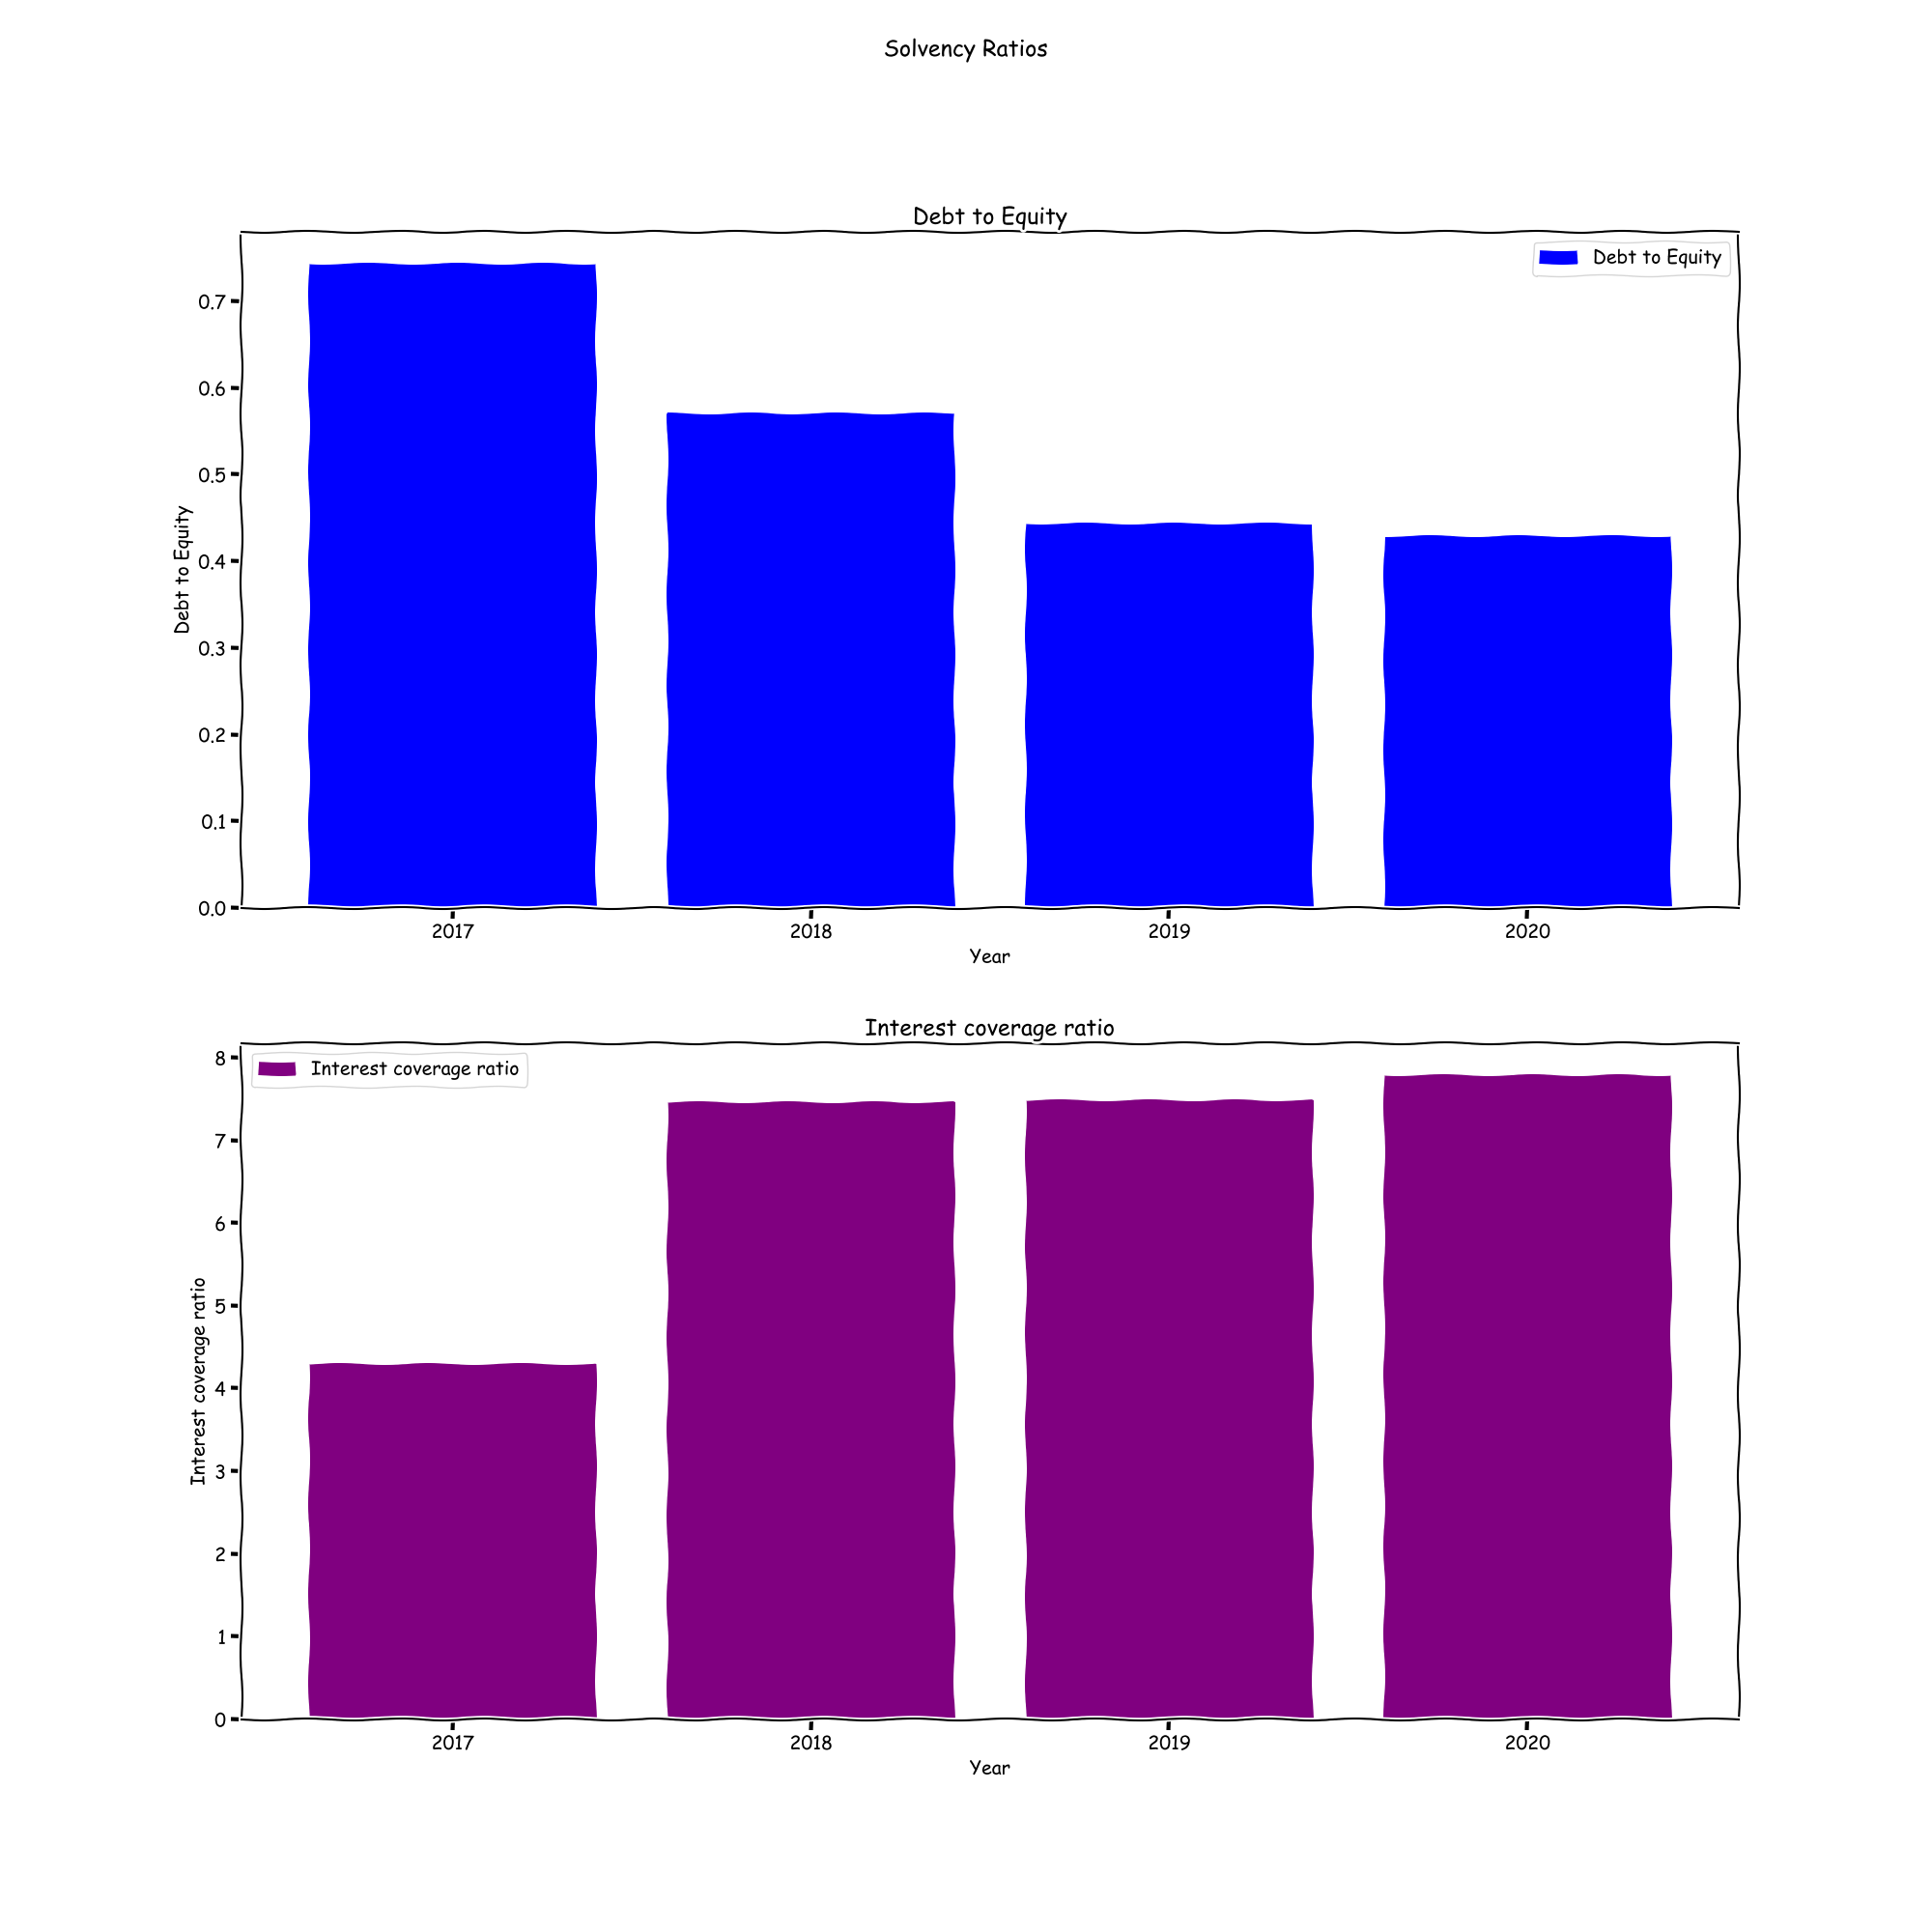 Solvency Ratios
Debt to Equity
Debt to Equity
0.7
0.6
0.5
0.4
0.3
0.2
0.1
0.0
Debt to Equity
2017 2018 2019 2020
Year
Interest coverage ratio
Interest coverage ratio
8
7
6
5
4
3
2
1
0
Interest coverage ratio
2017 2018 2019 2020
Year